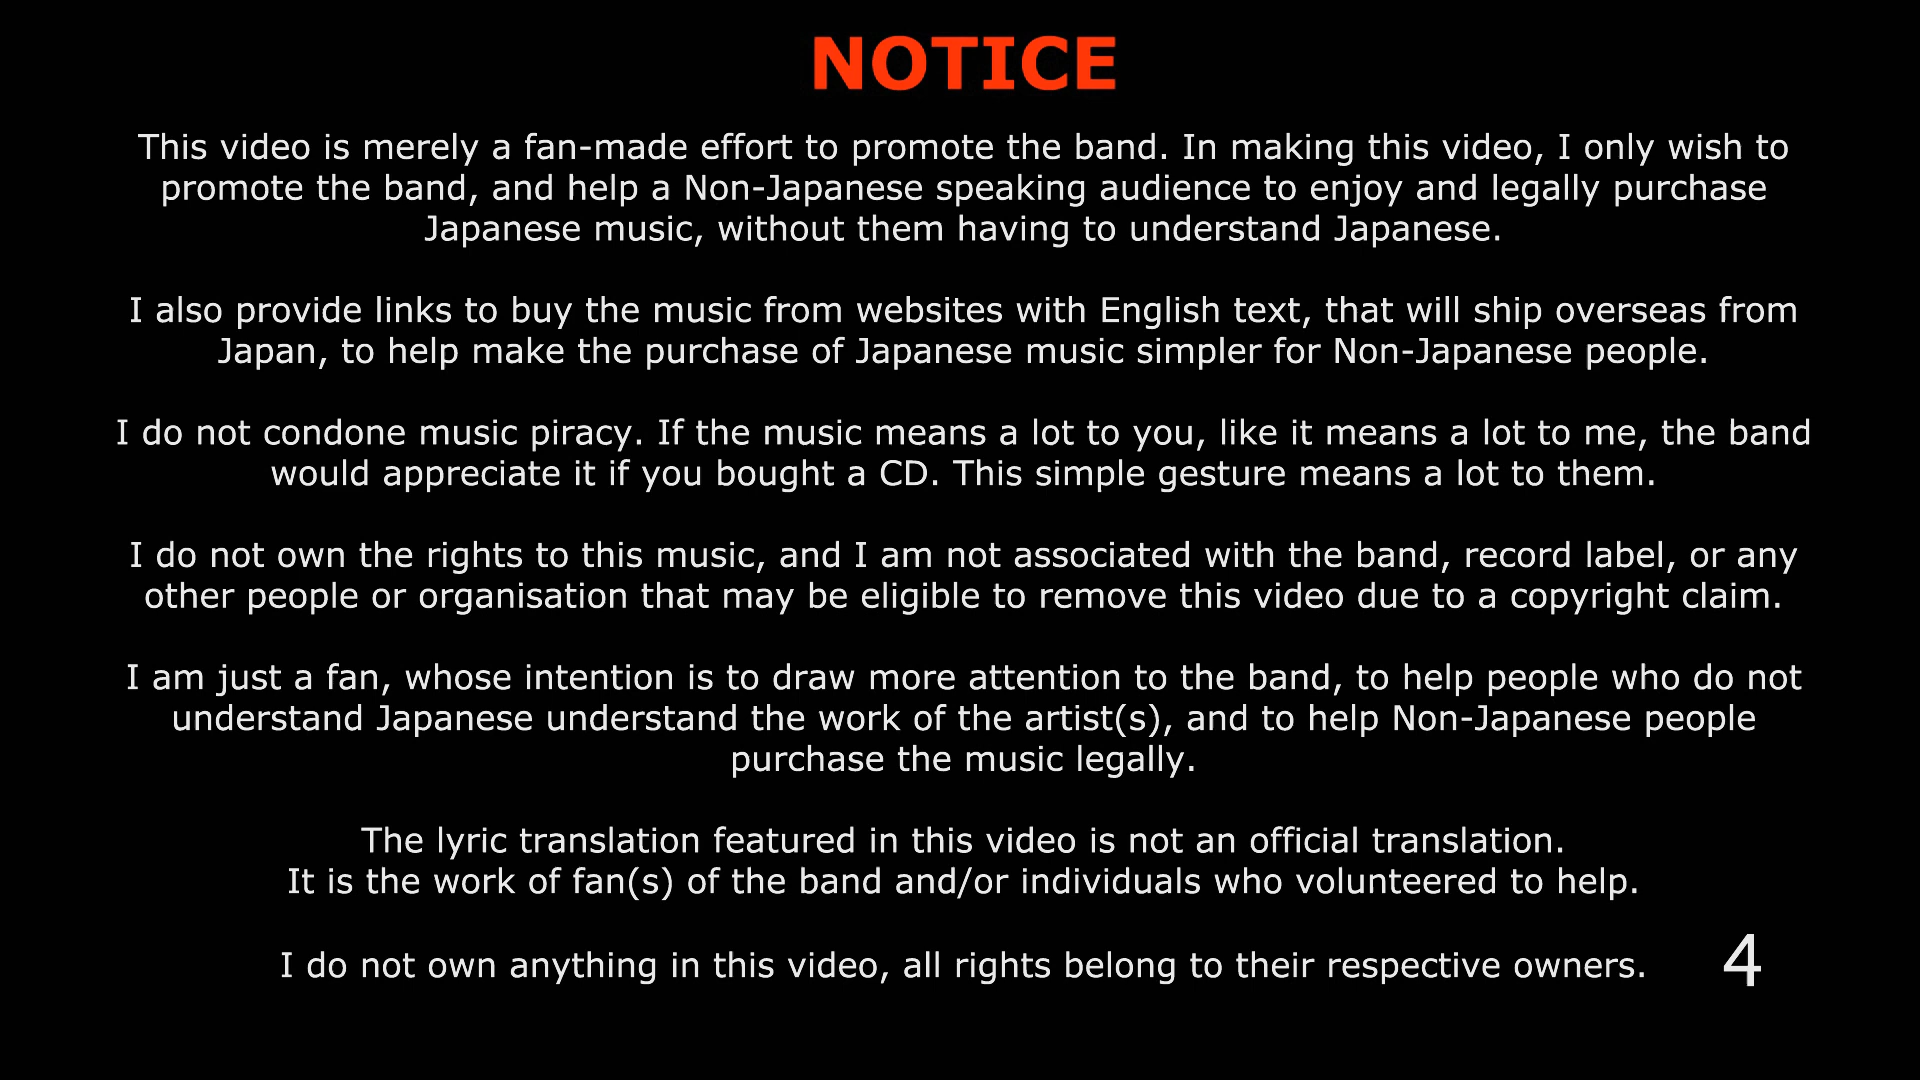 NOTICE
This video is merely a fan-made effort to promote the band. In making this video, I only wish to
promote the band, and help a Non-Japanese speaking audience to enjoy and legally purchase
Japanese music, without them having to understand Japanese.
I also provide links to buy the music from websites with English text, that will ship overseas from
Japan, to help make the purchase of Japanese music simpler for Non-Japanese people.
I do not condone music piracy. If the music means a lot to you, like it means a lot to me, the band
would appreciate it if you bought a CD. This simple gesture means a lot to them.
I do not own the rights to this music, and I am not associated with the band, record label, or any
other people or organisation that may be eligible to remove this video due to a copyright claim.
I am just a fan, whose intention is to draw more attention to the band, to help people who do not
understand Japanese understand the work of the artist(s), and to help Non-Japanese people
purchase the music legally.
The lyric translation featured in this video is not an official translation.
It is the work of fan(s) of the band and/or individuals who volunteered to help.
I do not own anything in this video, all rights belong to their respective owners.
4